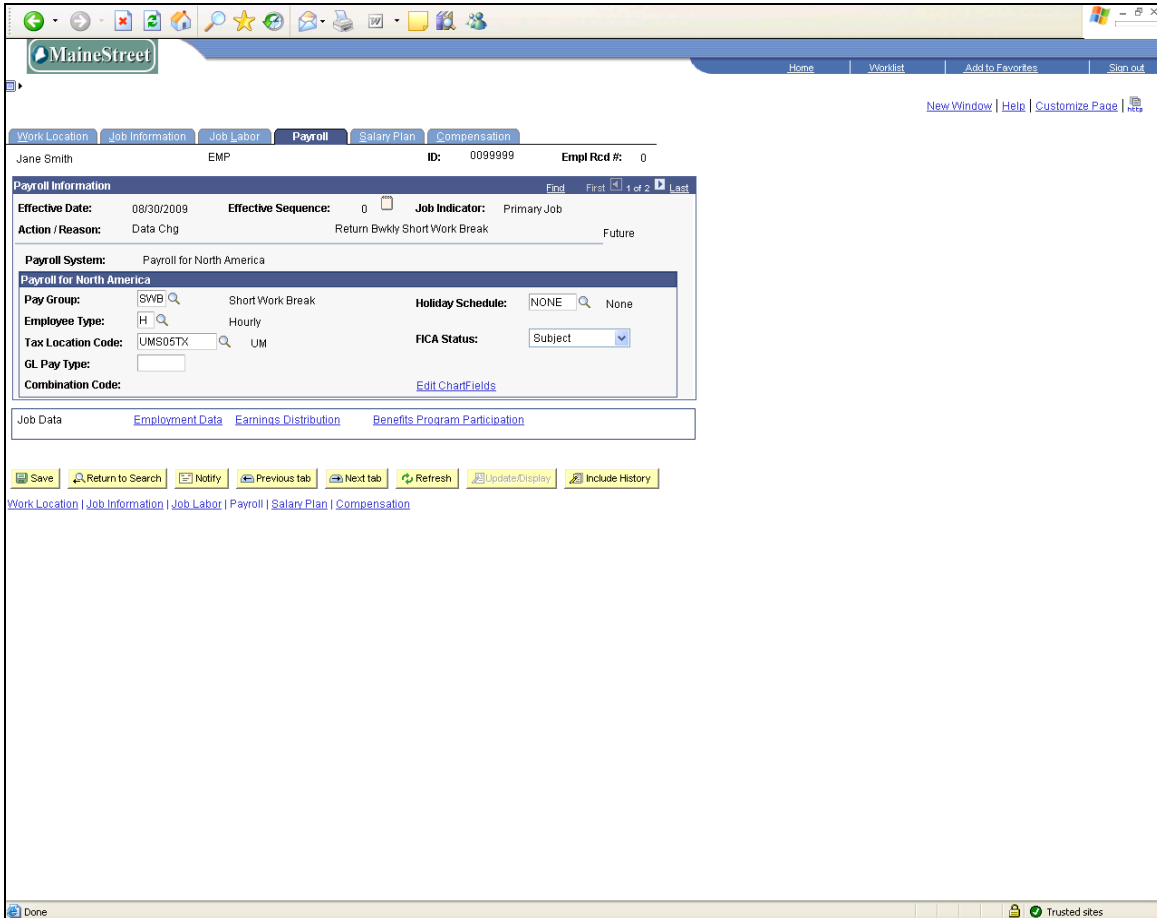 MaineStreet
Home Worklist Add to Favorites Sign out
New Window | Help | Customize Page | http
Work Location Job Information Job Labor Payroll Salary Plan Compensation
Jane Smith EMP ID: 0099999 Empl Rcd #: 0
Payroll Information Find First 1 of 2 Last
Effective Date: 08/30/2009 Effective Sequence: 0 Job Indicator: Primary Job
Action / Reason: Data Chg Return Bwkly Short Work Break Future
Payroll System: Payroll for North America
Payroll for North America
Pay Group: SWB Short Work Break Holiday Schedule: NONE None
Employee Type: H Hourly
Tax Location Code: UMS05TX UM FICA Status: Subject
GL Pay Type:
Combination Code: Edit ChartFields
Job Data Employment Data Earnings Distribution Benefits Program Participation
Save Return to Search Notify Previous tab Next tab Refresh Update/Display Include History
Work Location | Job Information | Job Labor | Payroll | Salary Plan | Compensation
Done Trusted sites